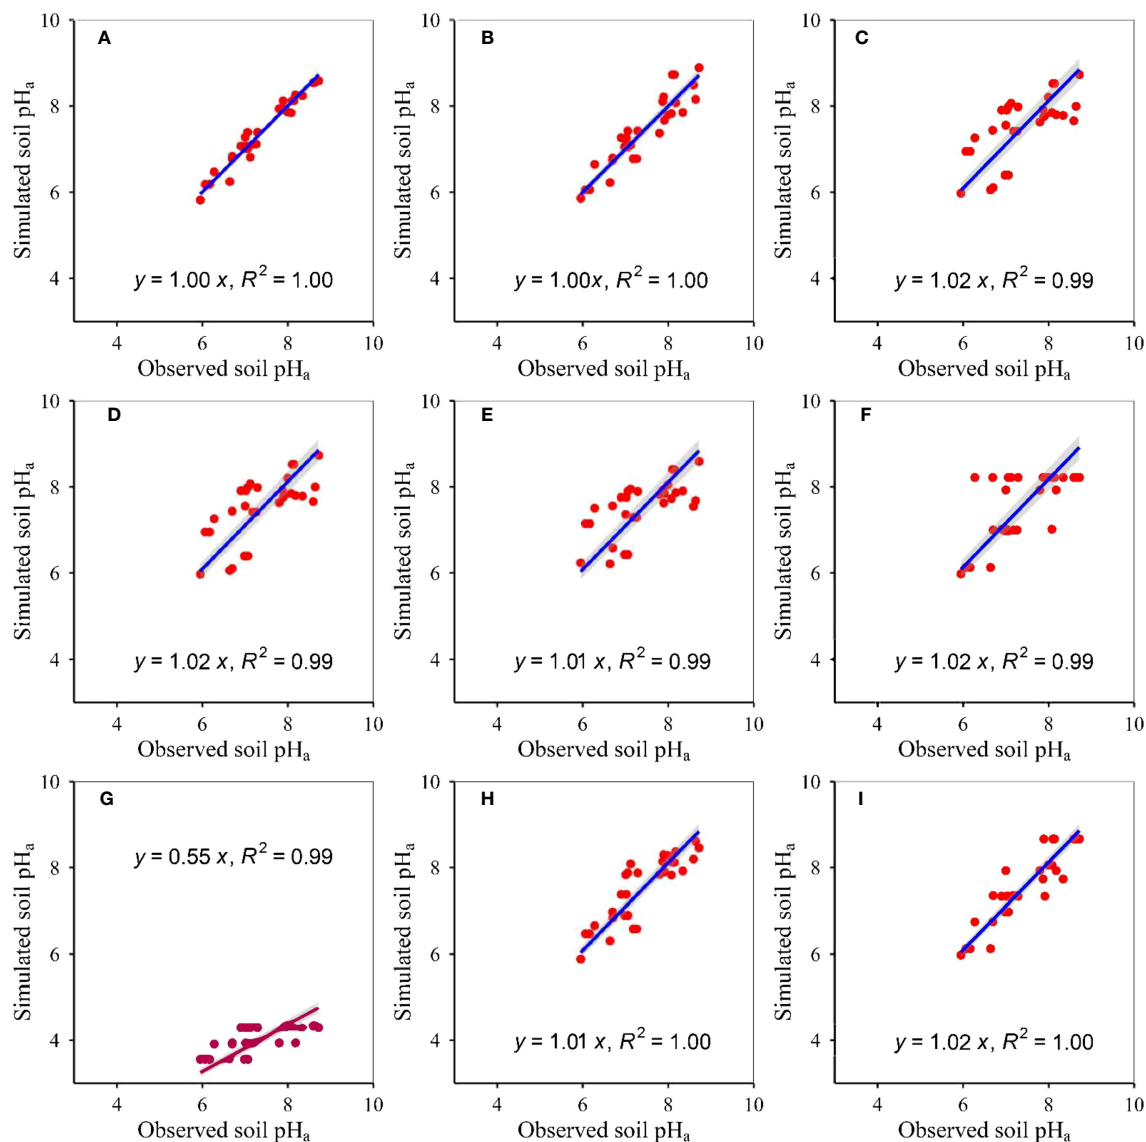 A
10
8
6
4
Simulated soil pHa
y = 1.00 x, R2 = 1.00
4 6 8 10
Observed soil pHa
B
10
8
6
4
Simulated soil pHa
y = 1.00x, R2 = 1.00
4 6 8 10
Observed soil pHa
C
10
8
6
4
Simulated soil pHa
y = 1.02 x, R2 = 0.99
4 6 8 10
Observed soil pHa
D
10
8
6
4
Simulated soil pHa
y = 1.02 x, R2 = 0.99
4 6 8 10
Observed soil pHa
E
10
8
6
4
Simulated soil pHa
y = 1.01 x, R2 = 0.99
4 6 8 10
Observed soil pHa
F
10
8
6
4
Simulated soil pHa
y = 1.02 x, R2 = 0.99
4 6 8 10
Observed soil pHa
G
10
8
6
4
Simulated soil pHa
y = 0.55 x, R2 = 0.99
4 6 8 10
Observed soil pHa
H
10
8
6
4
Simulated soil pHa
y = 1.01 x, R2 = 1.00
4 6 8 10
Observed soil pHa
I
10
8
6
4
Simulated soil pHa
y = 1.02 x, R2 = 1.00
4 6 8 10
Observed soil pHa